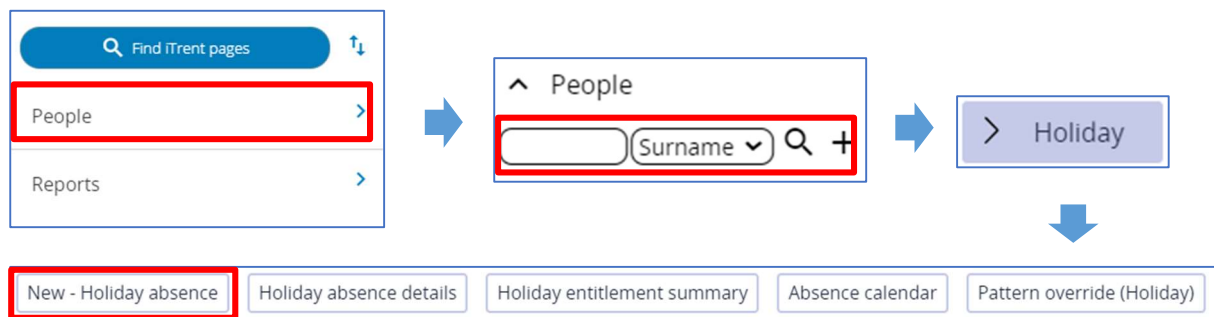 Find iTrent pages
People
Reports
People
Surname
Holiday
New - Holiday absence
Holiday absence details
Holiday entitlement summary
Absence calendar
Pattern override (Holiday)